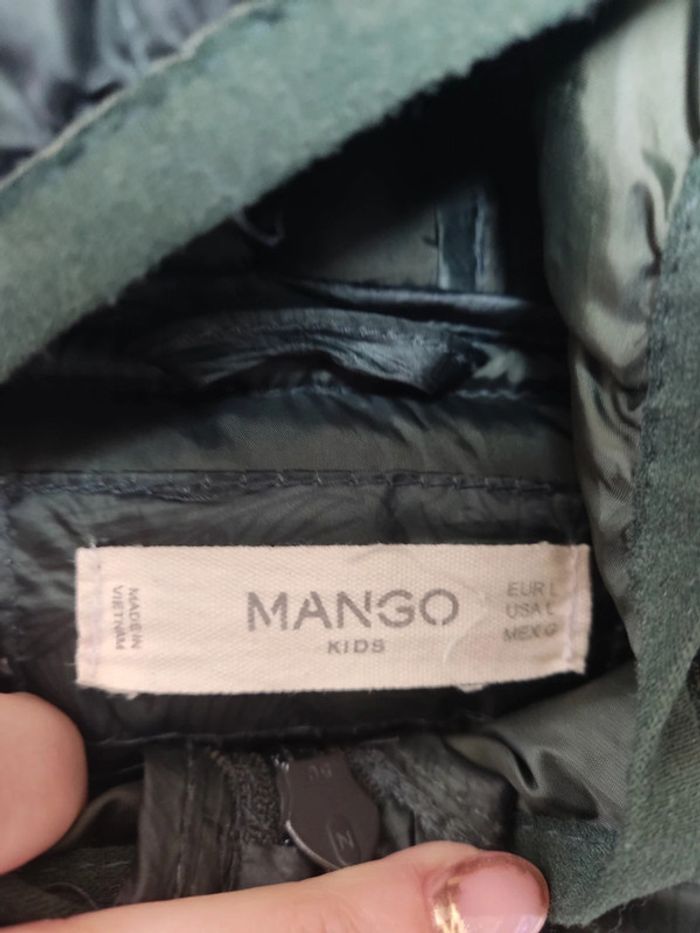 MADE IN
VIETNAM
MANGO
KIDS
EUR L
USA L
MEX G